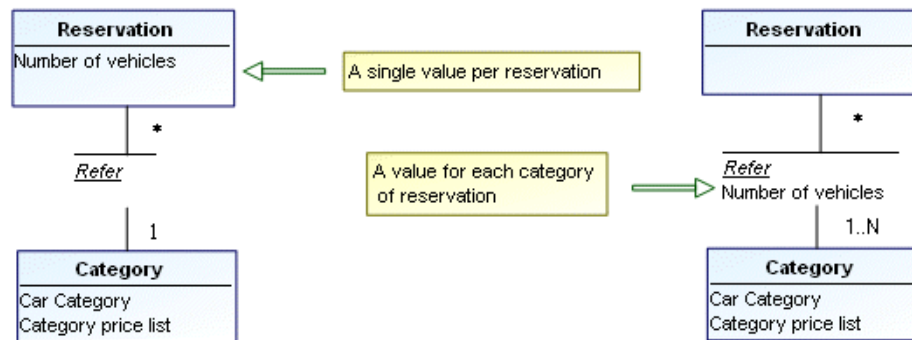 Reservation
Number of vehicles
*
Refer
1
Category
Car Category
Category price list
A single value per reservation
A value for each category
of reservation
Reservation
*
Refer
Number of vehicles
1..N
Category
Car Category
Category price list